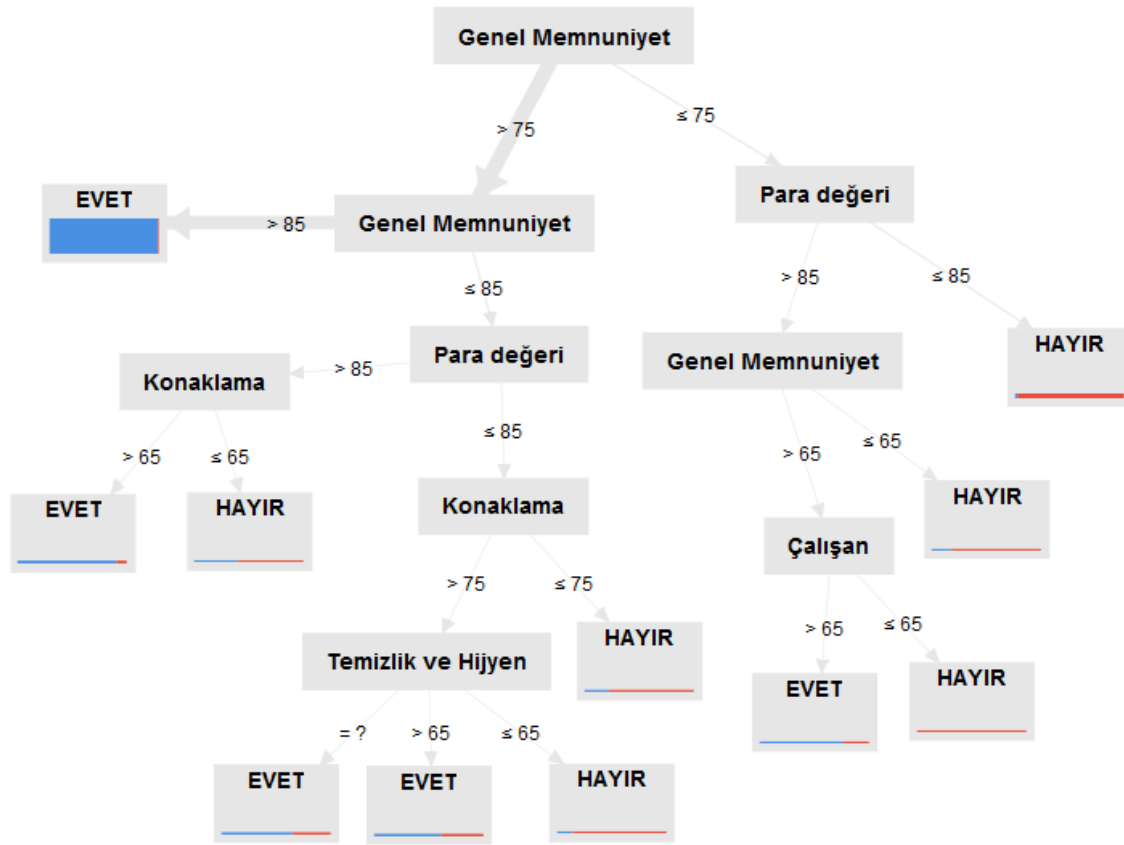 Genel Memnuniyet
> 75
≤ 75
EVET
> 85
Genel Memnuniyet
Para değeri
≤ 85
> 85
≤ 85
Para değeri
HAYIR
Genel Memnuniyet
Konaklama
> 85
≤ 85
> 65
≤ 65
> 65
≤ 65
EVET
HAYIR
Konaklama
HAYIR
Çalışan
> 75
≤ 75
> 65
≤ 65
Temizlik ve Hijyen
HAYIR
EVET
HAYIR
= ?
> 65
≤ 65
EVET
EVET
HAYIR